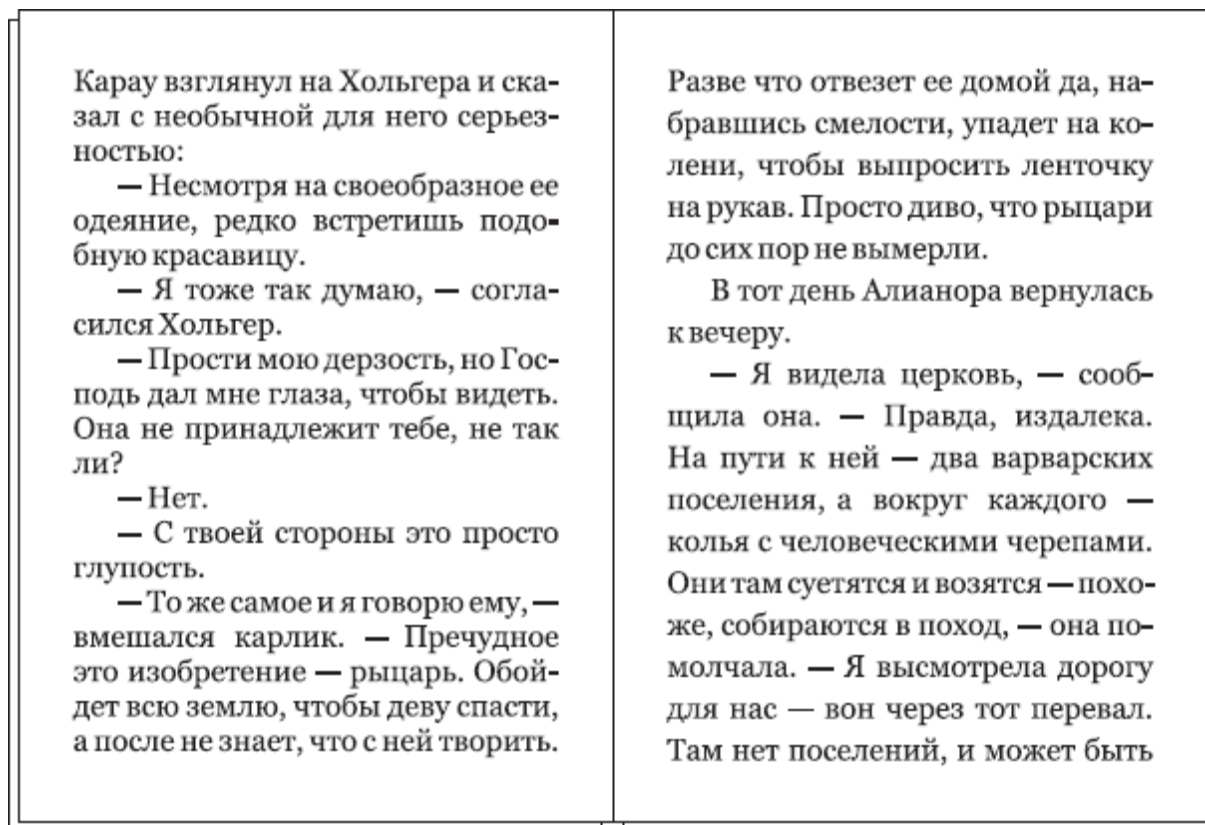 Карау взглянул на Хольгера и ска-
зал с необычной для него серьез-
ностью:
— Несмотря на своеобразное ее
одеяние, редко встретишь подо-
бную красавицу.
— Я тоже так думаю, — согла-
сился Хольгер.
— Прости мою дерзость, но Гос-
подь дал мне глаза, чтобы видеть.
Она не принадлежит тебе, не так
ли?
— Нет.
— С твоей стороны это просто
глупость.
— То же самое и я говорю ему, —
вмешался карлик. — Пречудное
это изобретение — рыцарь. Обой-
дет всю землю, чтобы деву спасти,
а после не знает, что с ней творить.
Разве что отвезет ее домой да, на-
бравшись смелости, упадет на ко-
лени, чтобы выпросить ленточку
на рукав. Просто диво, что рыцари
до сих пор не вымерли.
В тот день Алианора вернулась
к вечеру.
— Я видела церковь, — сооб-
щила она. — Правда, издалека.
На пути к ней — два варварских
поселения, а вокруг каждого —
колья с человеческими черепами.
Они там суетятся и возятся — похо-
же, собираются в поход, — она по-
молчала. — Я высмотрела дорогу
для нас — вон через тот перевал.
Там нет поселений, и может быть